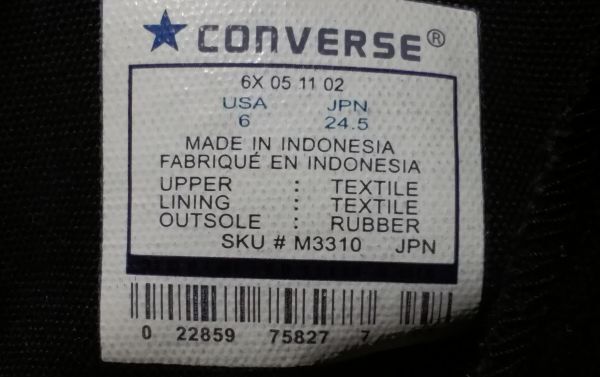 CONVERSE®
6X 05 11 02
USA JPN
6 24.5
MADE IN INDONESIA
FABRIQUÉ EN INDONESIA
UPPER : TEXTILE
LINING : TEXTILE
OUTSOLE : RUBBER
SKU # M3310 JPN
0 22859 75827 7